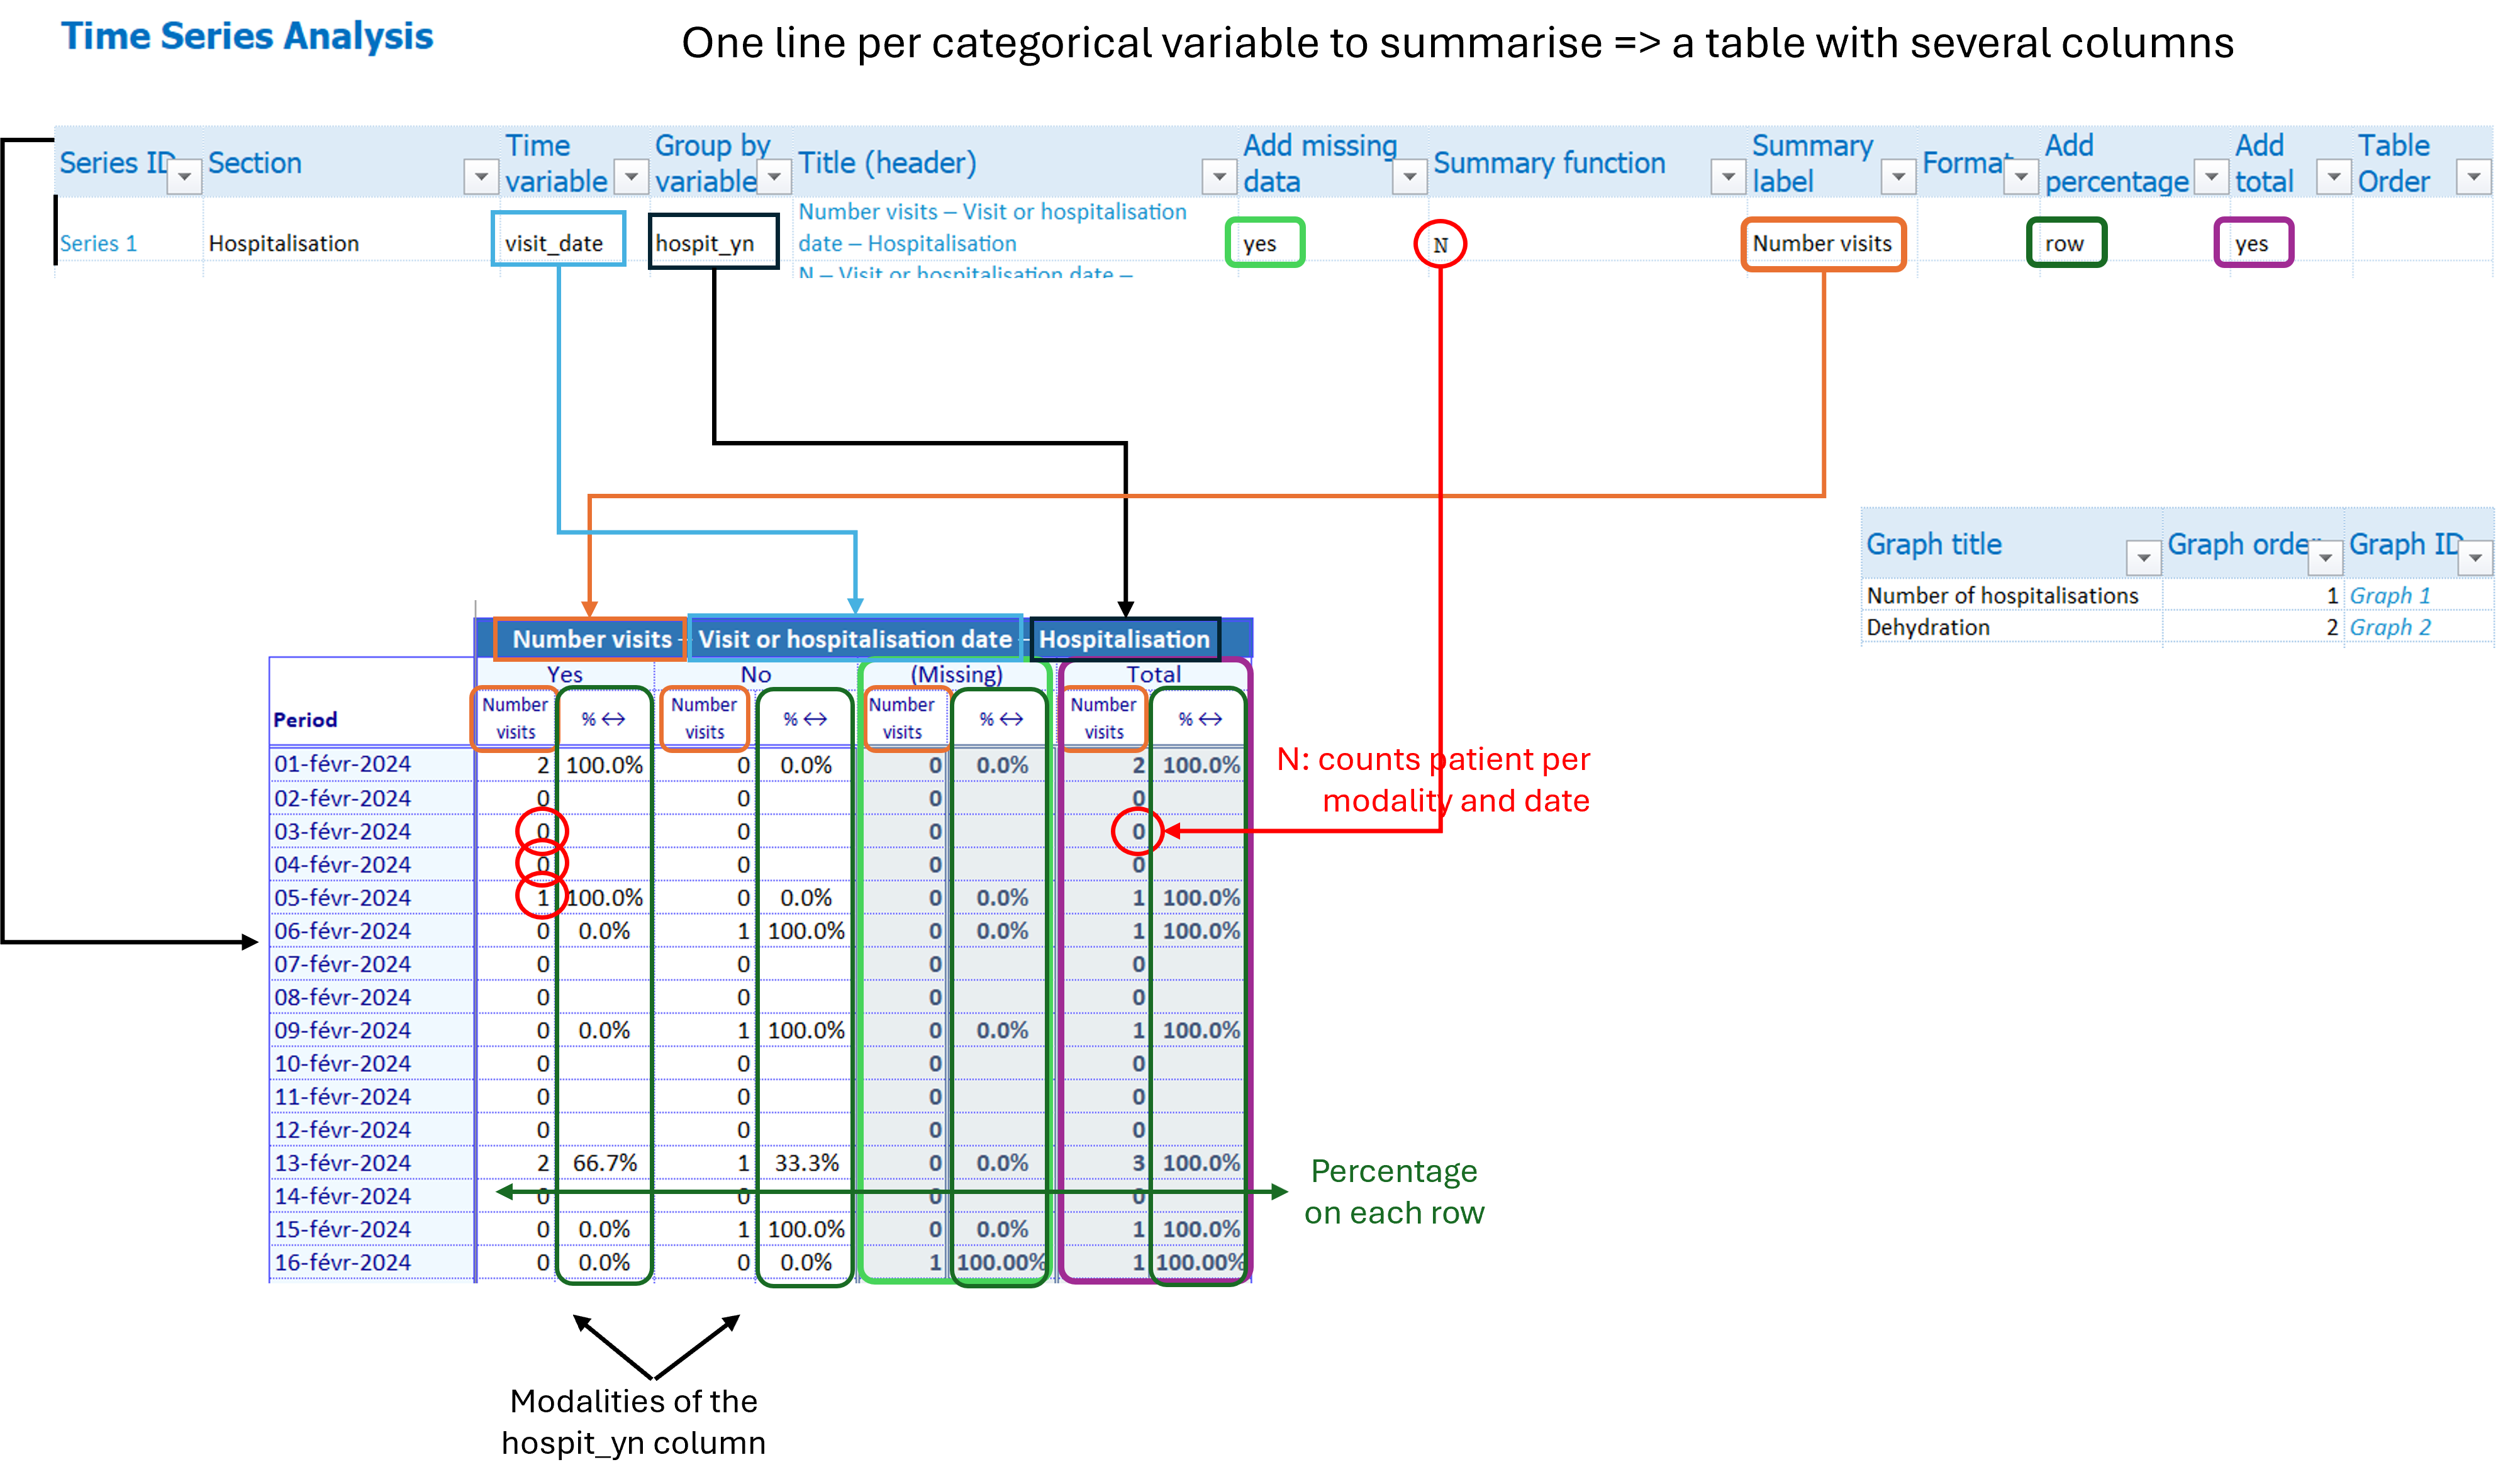 Time Series Analysis
One line per categorical variable to summarise => a table with several columns
Series ID Section Time variable Group by variable Title (header) Add missing data Summary function Summary label Format Add percentage Add total Table Order
Series 1 Hospitalisation visit_date hospit_yn Number visits – Visit or hospitalisation date – Hospitalisation yes N Number visits row yes
N – Visit or hospitalisation date –
Graph title Graph order Graph ID
Number of hospitalisations 1 Graph 1
Dehydration 2 Graph 2
Number visits – Visit or hospitalisation date – Hospitalisation
Yes No (Missing) Total
Period Number visits % ↔ Number visits % ↔ Number visits % ↔ Number visits % ↔
01-févr-2024 2 100.0% 0 0.0% 0 0.0% 2 100.0%
02-févr-2024 0 0 0 0
03-févr-2024 0 0 0 0
04-févr-2024 0 0 0 0
05-févr-2024 1 100.0% 0 0.0% 0 0.0% 1 100.0%
06-févr-2024 0 0.0% 1 100.0% 0 0.0% 1 100.0%
07-févr-2024 0 0 0 0
08-févr-2024 0 0 0 0
09-févr-2024 0 0.0% 1 100.0% 0 0.0% 1 100.0%
10-févr-2024 0 0 0 0
11-févr-2024 0 0 0 0
12-févr-2024 0 0 0 0
13-févr-2024 2 66.7% 1 33.3% 0 0.0% 3 100.0%
14-févr-2024 0 0 0 0
15-févr-2024 0 0.0% 1 100.0% 0 0.0% 1 100.0%
16-févr-2024 0 0.0% 0 0.0% 1 100.00% 1 100.00%
N: counts patient per
modality and date
Percentage
on each row
Modalities of the
hospit_yn column